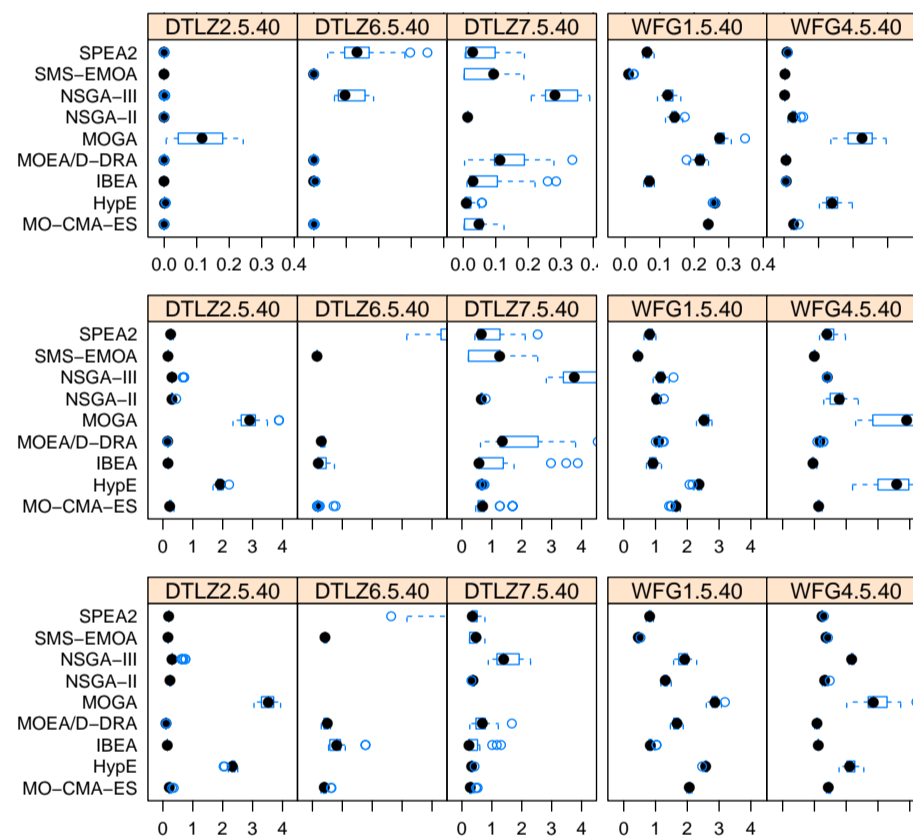 DTLZ2.5.40 DTLZ6.5.40 DTLZ7.5.40 WFG1.5.40 WFG4.5.40
SPEA2
SMS−EMOA
NSGA−III
NSGA−II
MOGA
MOEA/D−DRA
IBEA
HypE
MO−CMA−ES
0.0 0.1 0.2 0.3 0.4 0.0 0.1 0.2 0.3 0.4 0.0 0.1 0.2 0.3 0.4
DTLZ2.5.40 DTLZ6.5.40 DTLZ7.5.40 WFG1.5.40 WFG4.5.40
SPEA2
SMS−EMOA
NSGA−III
NSGA−II
MOGA
MOEA/D−DRA
IBEA
HypE
MO−CMA−ES
0 1 2 3 4 0 1 2 3 4 0 1 2 3 4
DTLZ2.5.40 DTLZ6.5.40 DTLZ7.5.40 WFG1.5.40 WFG4.5.40
SPEA2
SMS−EMOA
NSGA−III
NSGA−II
MOGA
MOEA/D−DRA
IBEA
HypE
MO−CMA−ES
0 1 2 3 4 0 1 2 3 4 0 1 2 3 4